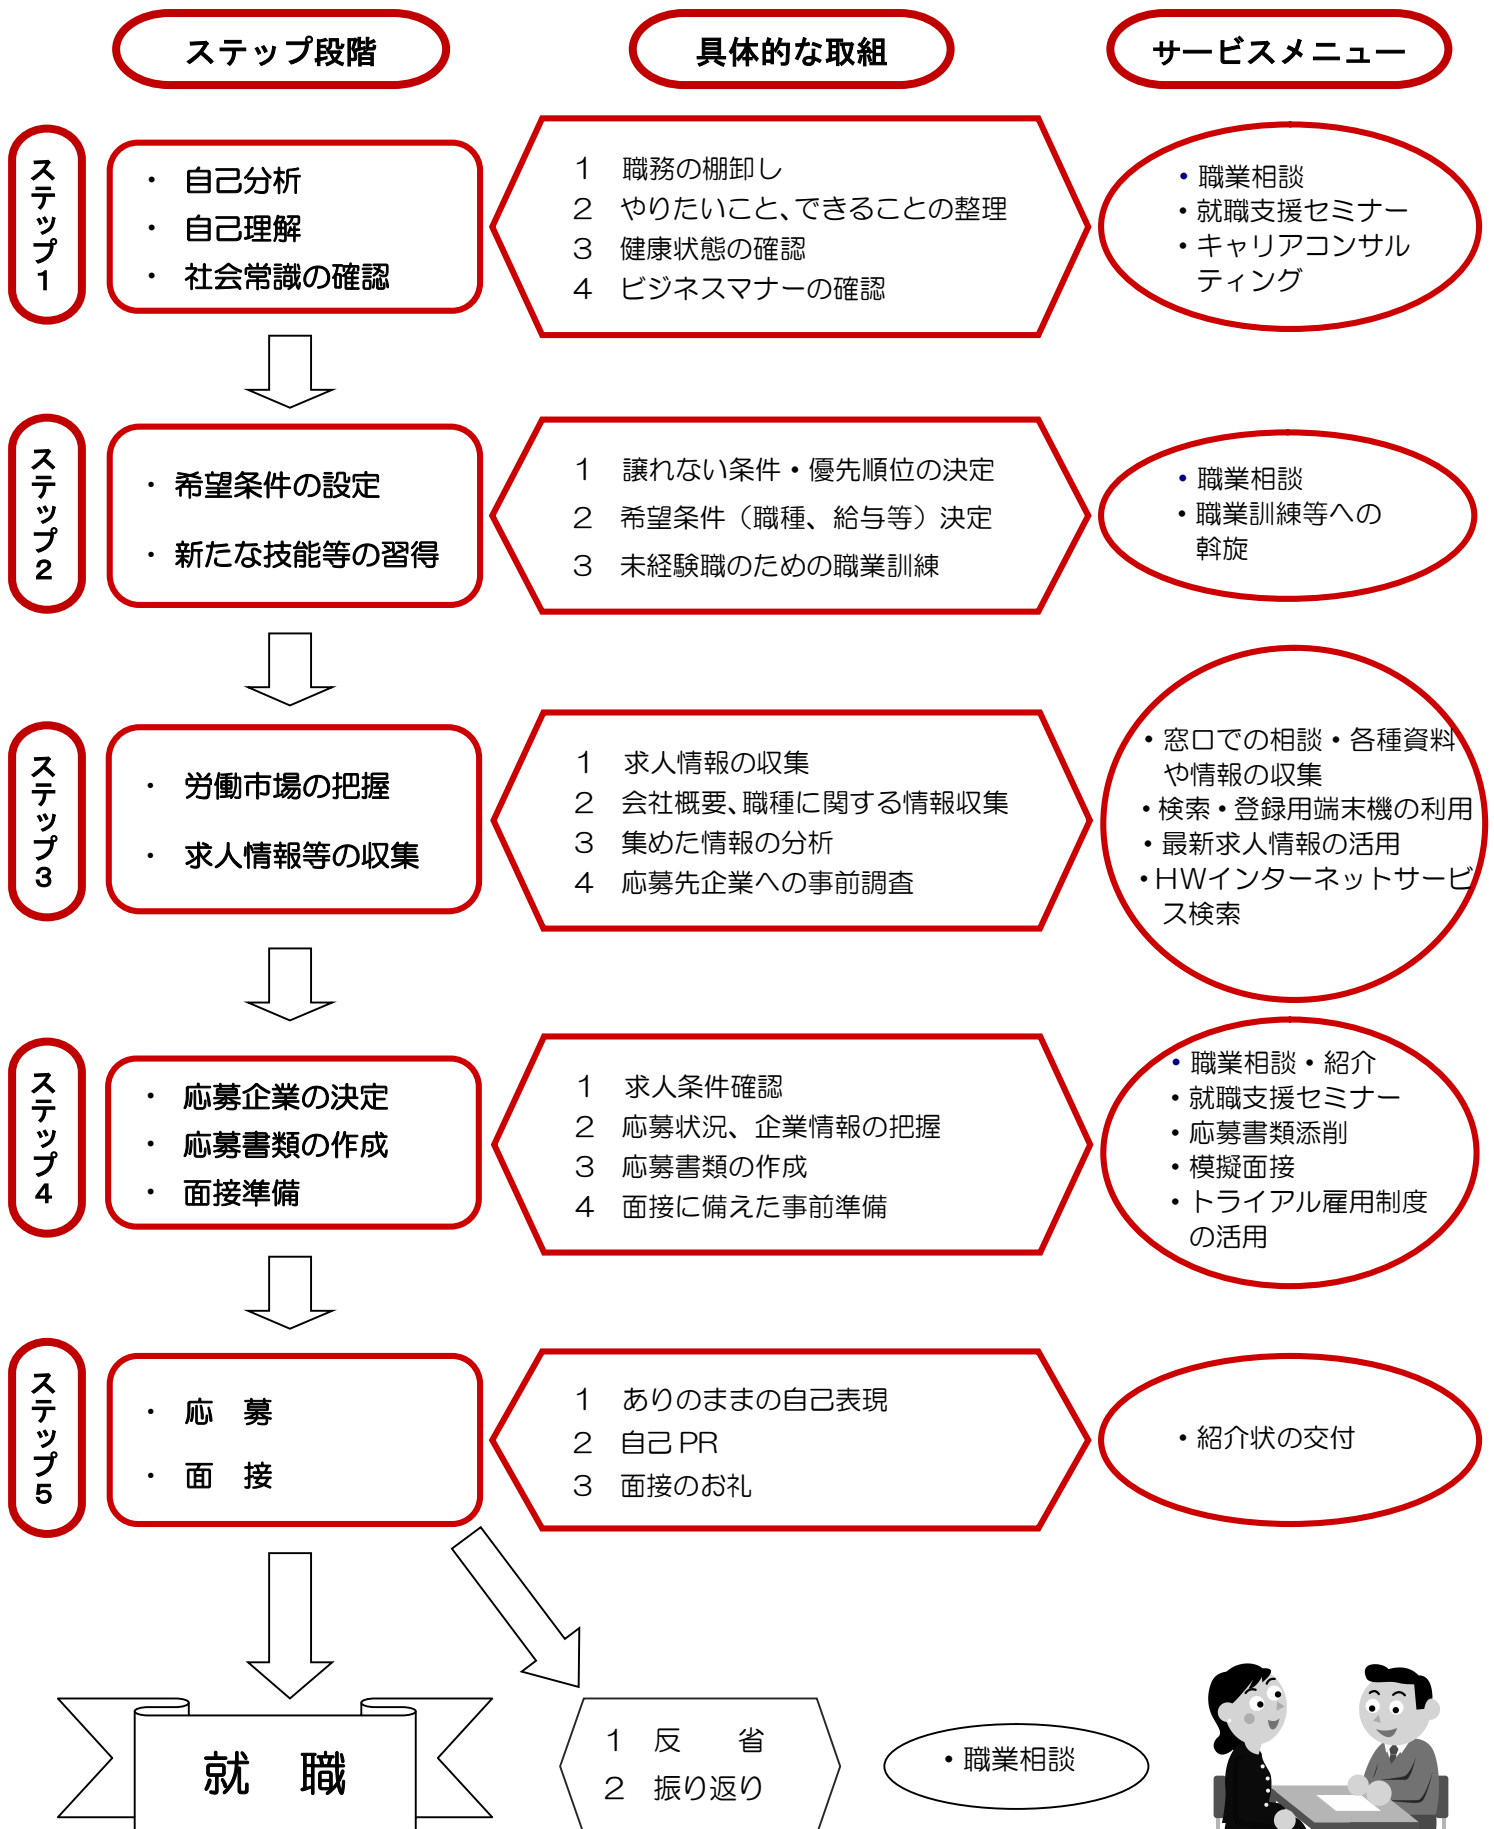 ステップ段階
具体的な取組
サービスメニュー
ステップ1
・ 自己分析
・ 自己理解
・ 社会常識の確認
1 職務の棚卸し
2 やりたいこと、できることの整理
3 健康状態の確認
4 ビジネスマナーの確認
・職業相談
・就職支援セミナー
・キャリアコンサル
ティング
ステップ2
・ 希望条件の設定
・ 新たな技能等の習得
1 譲れない条件・優先順位の決定
2 希望条件（職種、給与等）決定
3 未経験職のための職業訓練
・職業相談
・職業訓練等への
斡旋
ステップ3
・ 労働市場の把握
・ 求人情報等の収集
1 求人情報の収集
2 会社概要、職種に関する情報収集
3 集めた情報の分析
4 応募先企業への事前調査
・窓口での相談・各種資料
や情報の収集
・検索・登録用端末機の利用
・最新求人情報の活用
・HWインターネットサービ
ス検索
ステップ4
・ 応募企業の決定
・ 応募書類の作成
・ 面接準備
1 求人条件確認
2 応募状況、企業情報の把握
3 応募書類の作成
4 面接に備えた事前準備
・職業相談・紹介
・就職支援セミナー
・応募書類添削
・模擬面接
・トライアル雇用制度
の活用
ステップ5
・ 応　募
・ 面　接
1 ありのままの自己表現
2 自己 PR
3 面接のお礼
・紹介状の交付
就　職
1 反　　省
2 振り返り
・職業相談